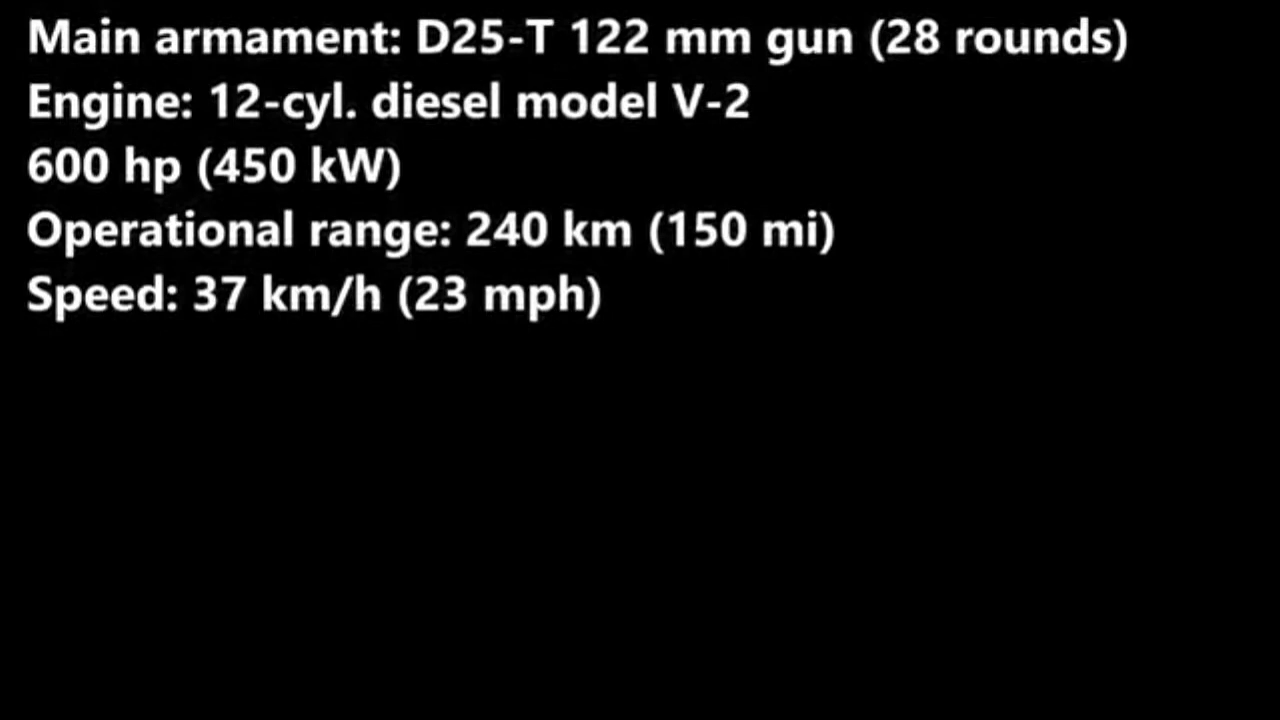 Main armament: D25-T 122 mm gun (28 rounds)
Engine: 12-cyl. diesel model V-2
600 hp (450 kW)
Operational range: 240 km (150 mi)
Speed: 37 km/h (23 mph)